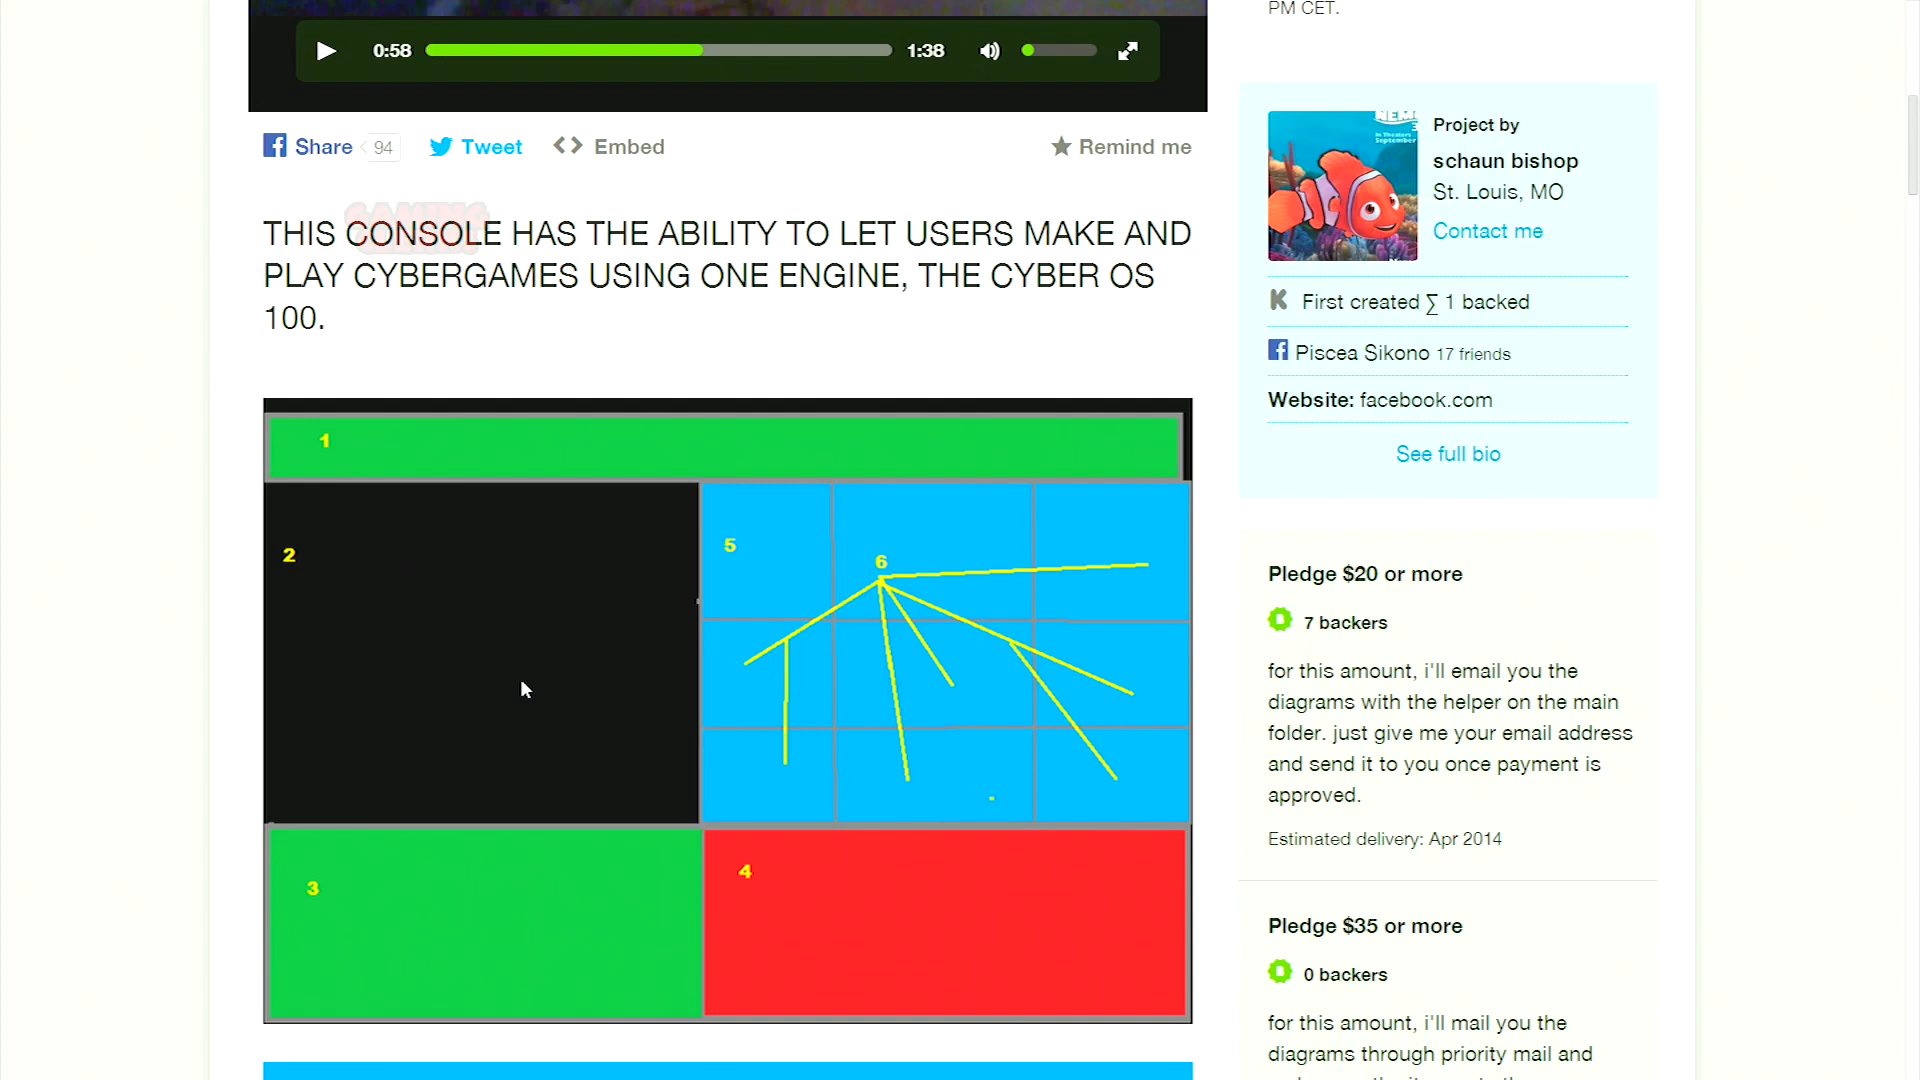 PM CET.
0:58
1:38
Share
94
Tweet
Embed
Remind me
THIS CONSOLE HAS THE ABILITY TO LET USERS MAKE AND
PLAY CYBERGAMES USING ONE ENGINE, THE CYBER OS
100.
1
2
5
6
3
4
In Theaters
September
Project by
schaun bishop
St. Louis, MO
Contact me
First created ∑ 1 backed
Piscea Sikono 17 friends
Website: facebook.com
See full bio
Pledge $20 or more
7 backers
for this amount, i'll email you the
diagrams with the helper on the main
folder. just give me your email address
and send it to you once payment is
approved.
Estimated delivery: Apr 2014
Pledge $35 or more
0 backers
for this amount, i'll mail you the
diagrams through priority mail and